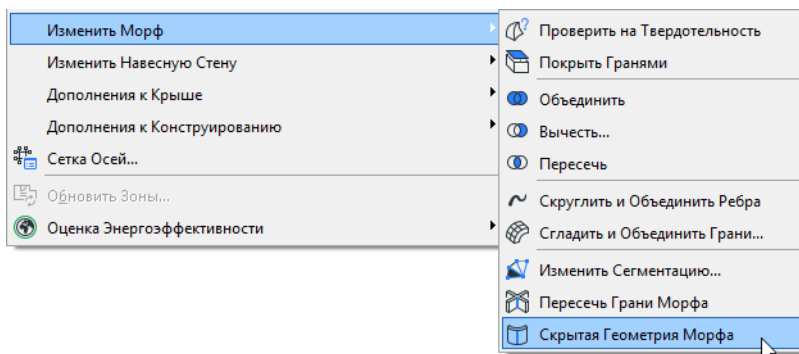 Изменить Морф
Изменить Навесную Стену
Дополнения к Крыше
Дополнения к Конструированию
Сетка Осей...
Обновить Зоны...
Оценка Энергоэффективности
Проверить на Твердотельность
Покрыть Гранями
Объединить
Вычесть...
Пересечь
Скруглить и Объединить Ребра
Сгладить и Объединить Грани...
Изменить Сегментацию...
Пересечь Грани Морфа
Скрытая Геометрия Морфа